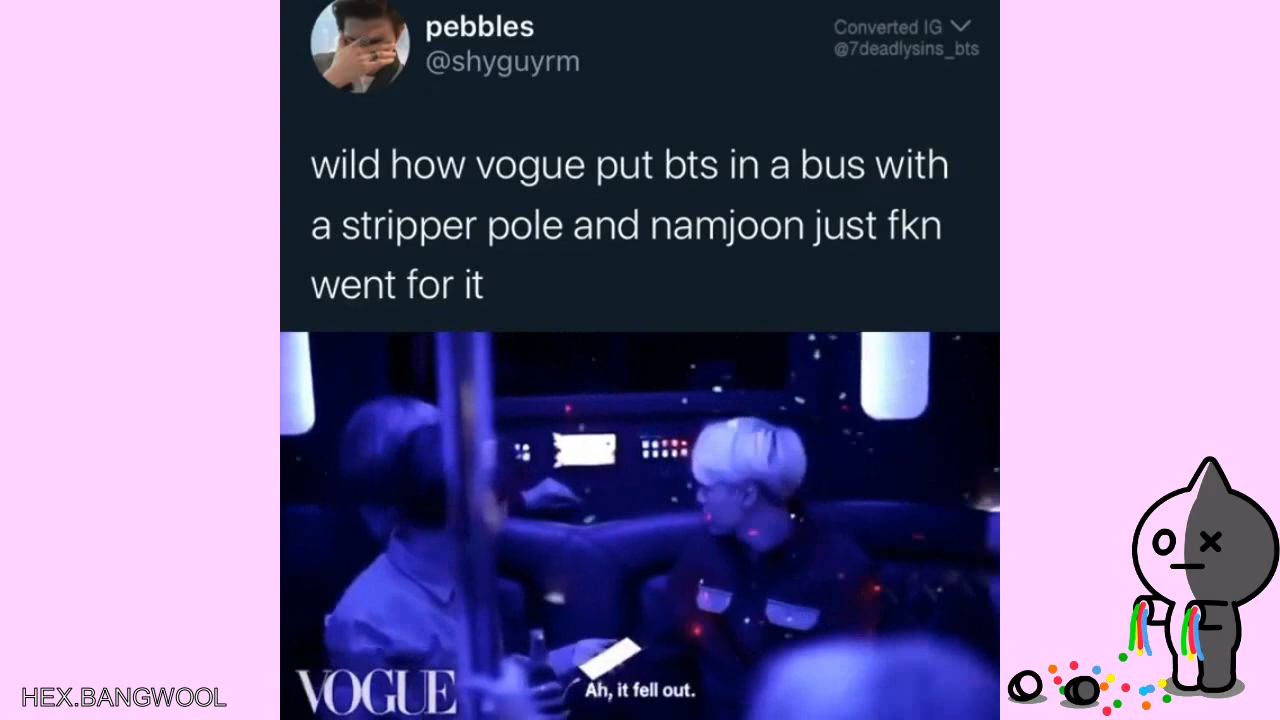 pebbles
@shyguyrm
Converted IG
@7deadlysins_bts
wild how vogue put bts in a bus with
a stripper pole and namjoon just fkn
went for it
VOGUE
Ah, it fell out.
HEX.BANGWOOL